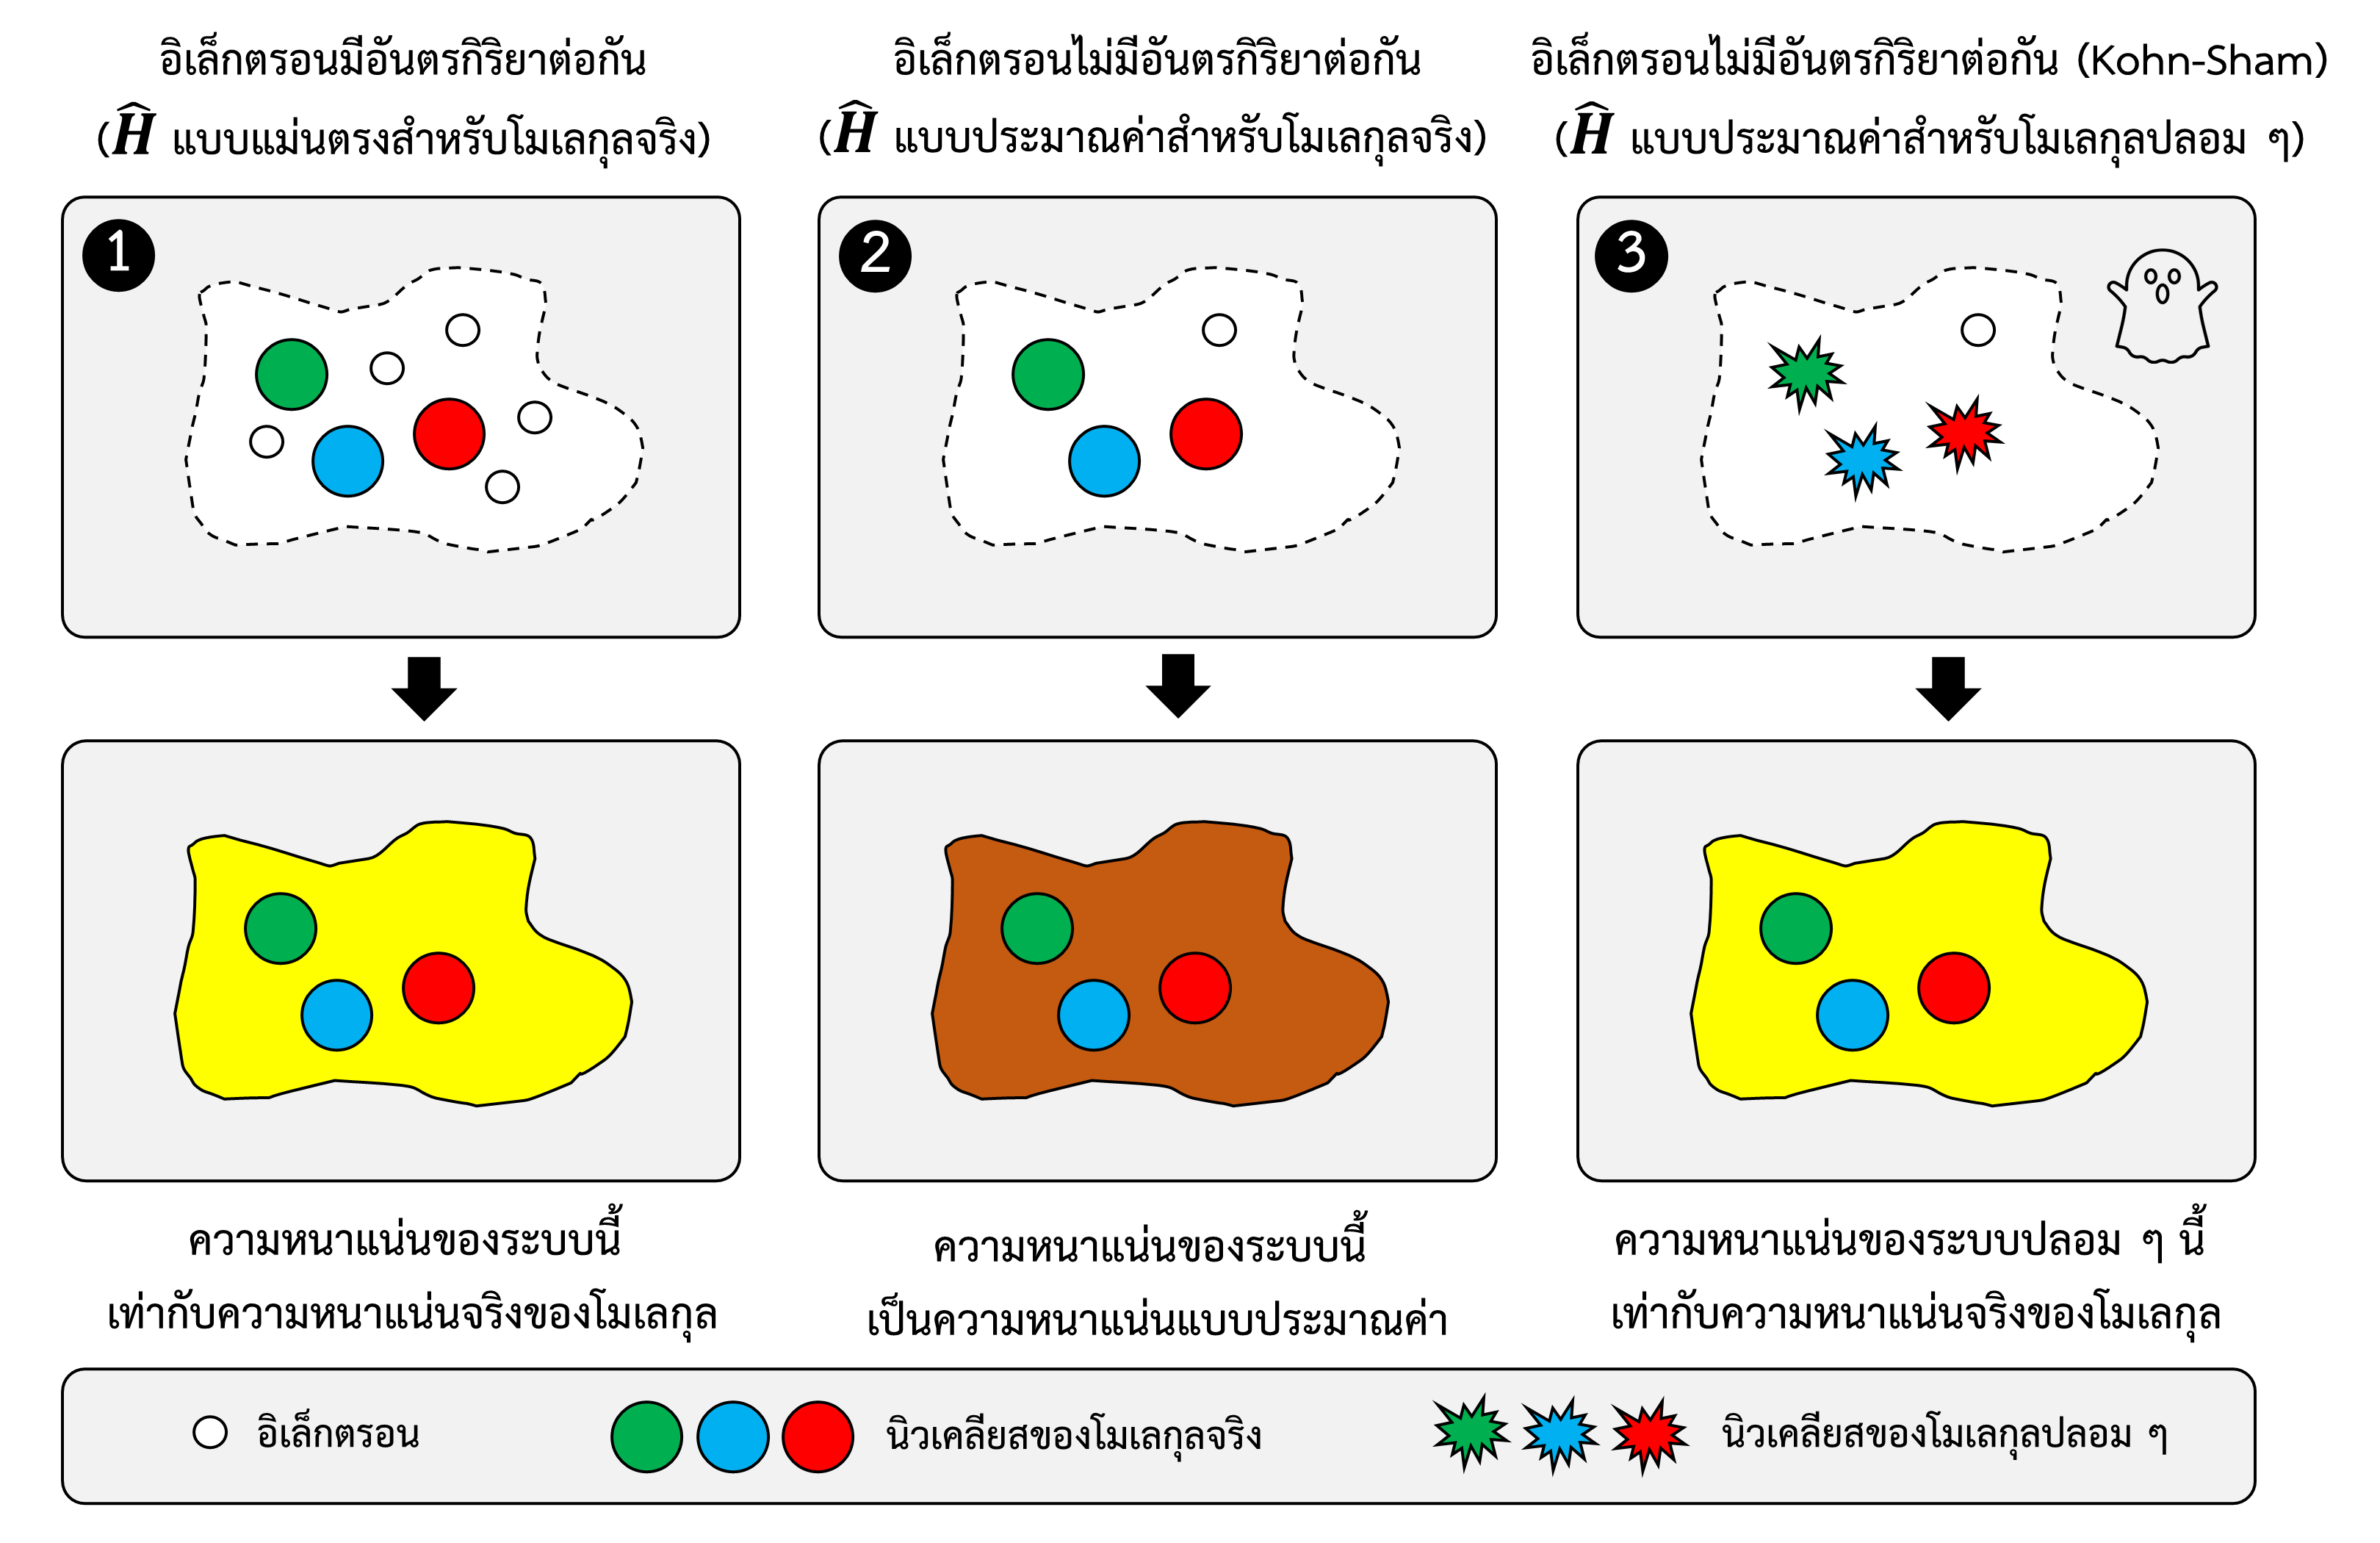 อิเล็กตรอนมีอันตรกิริยาต่อกัน
(Ĥ แบบแม่นตรงสำหรับโมเลกุลจริง)
อิเล็กตรอนไม่มีอันตรกิริยาต่อกัน
(Ĥ แบบประมาณค่าสำหรับโมเลกุลจริง)
อิเล็กตรอนไม่มีอันตรกิริยาต่อกัน (Kohn-Sham)
(Ĥ แบบประมาณค่าสำหรับโมเลกุลปลอม ๆ)
1
2
3
ความหนาแน่นของระบบนี้
เท่ากับความหนาแน่นจริงของโมเลกุล
ความหนาแน่นของระบบนี้
เป็นความหนาแน่นแบบประมาณค่า
ความหนาแน่นของระบบปลอม ๆ นี้
เท่ากับความหนาแน่นจริงของโมเลกุล
อิเล็กตรอน
นิวเคลียสของโมเลกุลจริง
นิวเคลียสของโมเลกุลปลอม ๆ